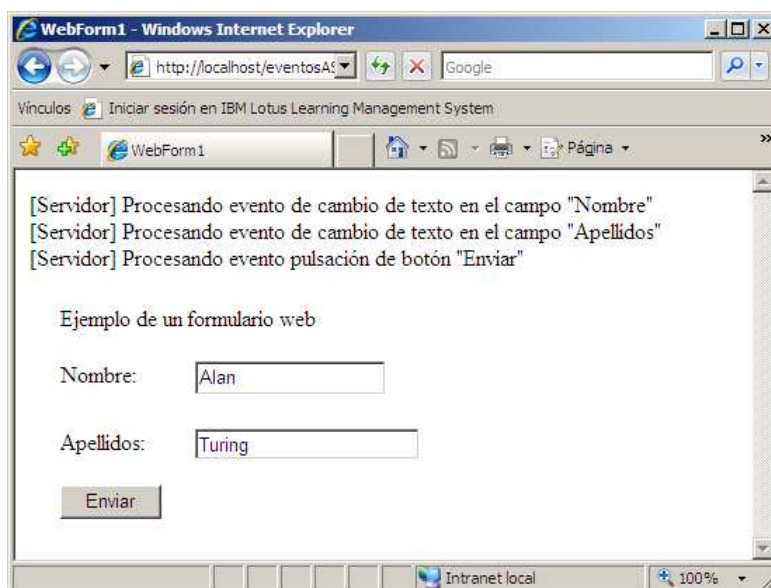 WebForm1 - Windows Internet Explorer
http://localhost/eventosAS
Google
Vínculos Iniciar sesión en IBM Lotus Learning Management System
WebForm1
Página
»
[Servidor] Procesando evento de cambio de texto en el campo "Nombre"
[Servidor] Procesando evento de cambio de texto en el campo "Apellidos"
[Servidor] Procesando evento pulsación de botón "Enviar"
Ejemplo de un formulario web
Nombre: Alan
Apellidos: Turing
Enviar
Intranet local 100%